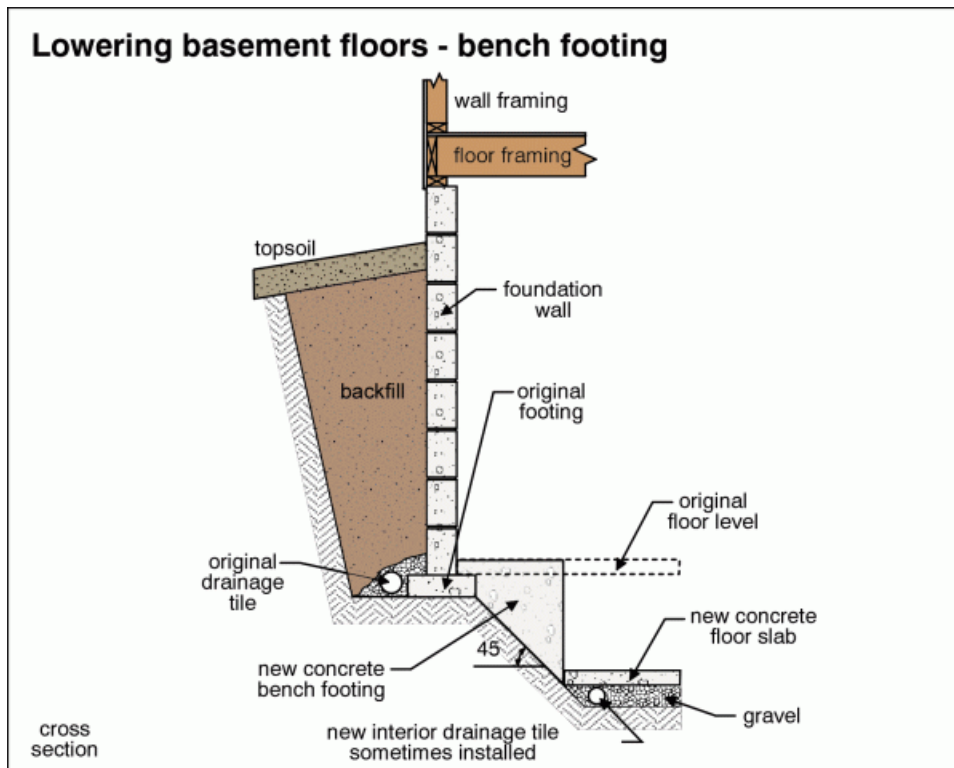 Lowering basement floors - bench footing
wall framing
floor framing
topsoil
foundation
wall
backfill
original
footing
original
floor level
original
drainage
tile
new concrete
floor slab
45
new concrete
bench footing
gravel
new interior drainage tile
sometimes installed
cross
section